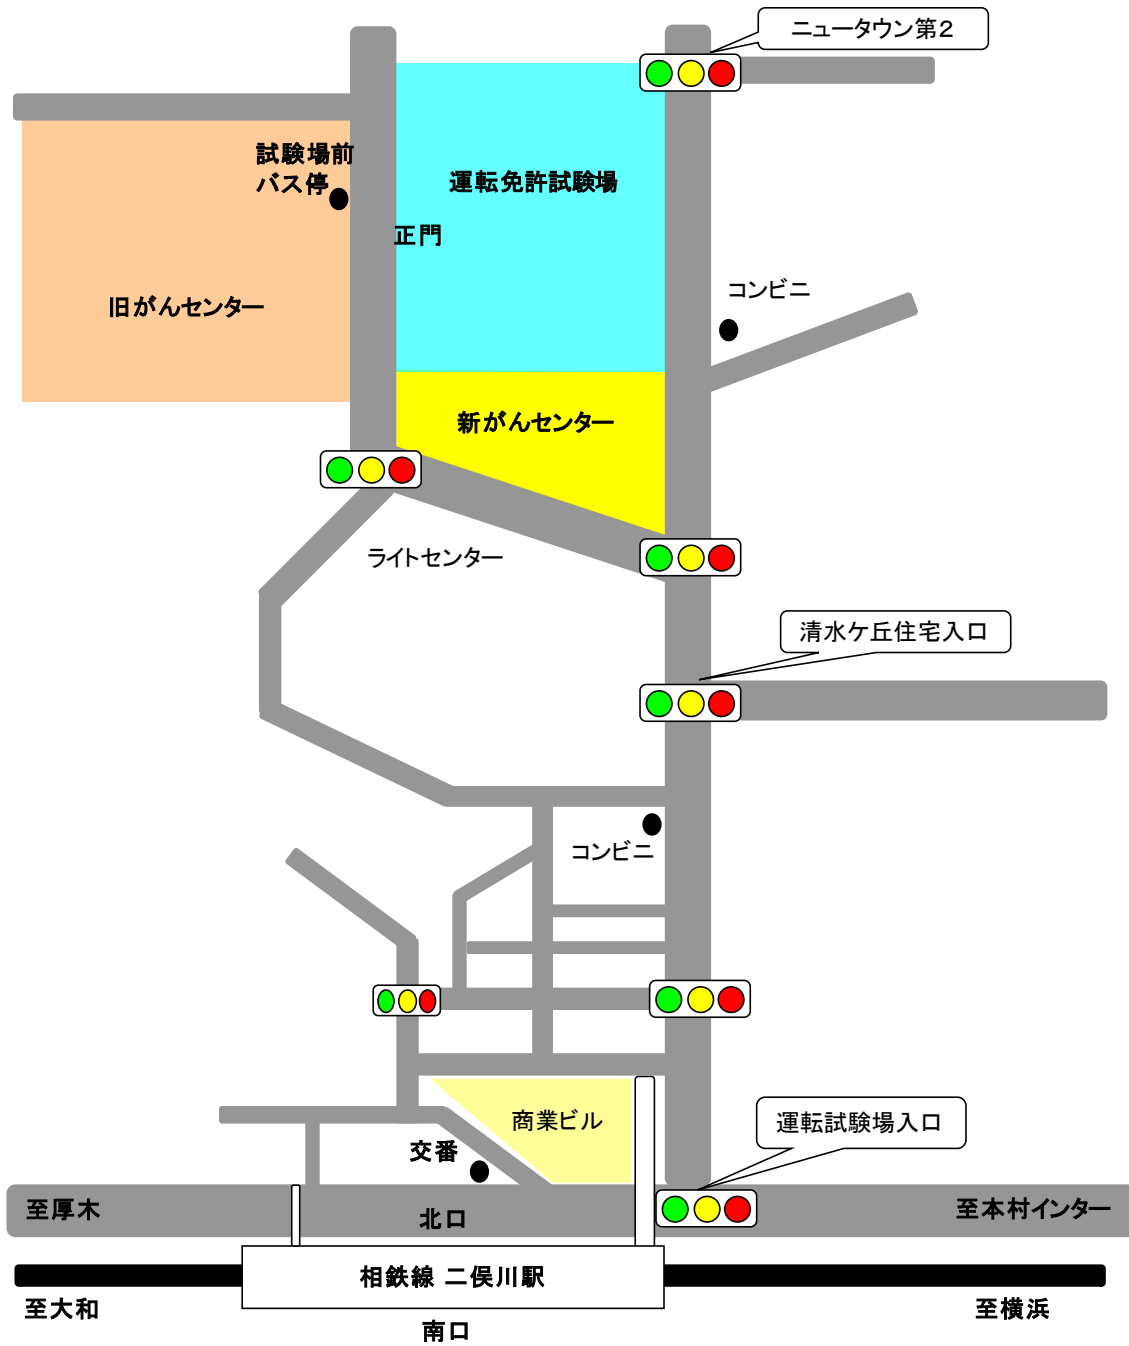 ニュータウン第２
試験場前
バス停
運転免許試験場
正門
コンビニ
旧がんセンター
新がんセンター
ライトセンター
清水ケ丘住宅入口
コンビニ
商業ビル
運転試験場入口
交番
至厚木
北口
至本村インター
相鉄線 二俣川駅
至大和
至横浜
南口